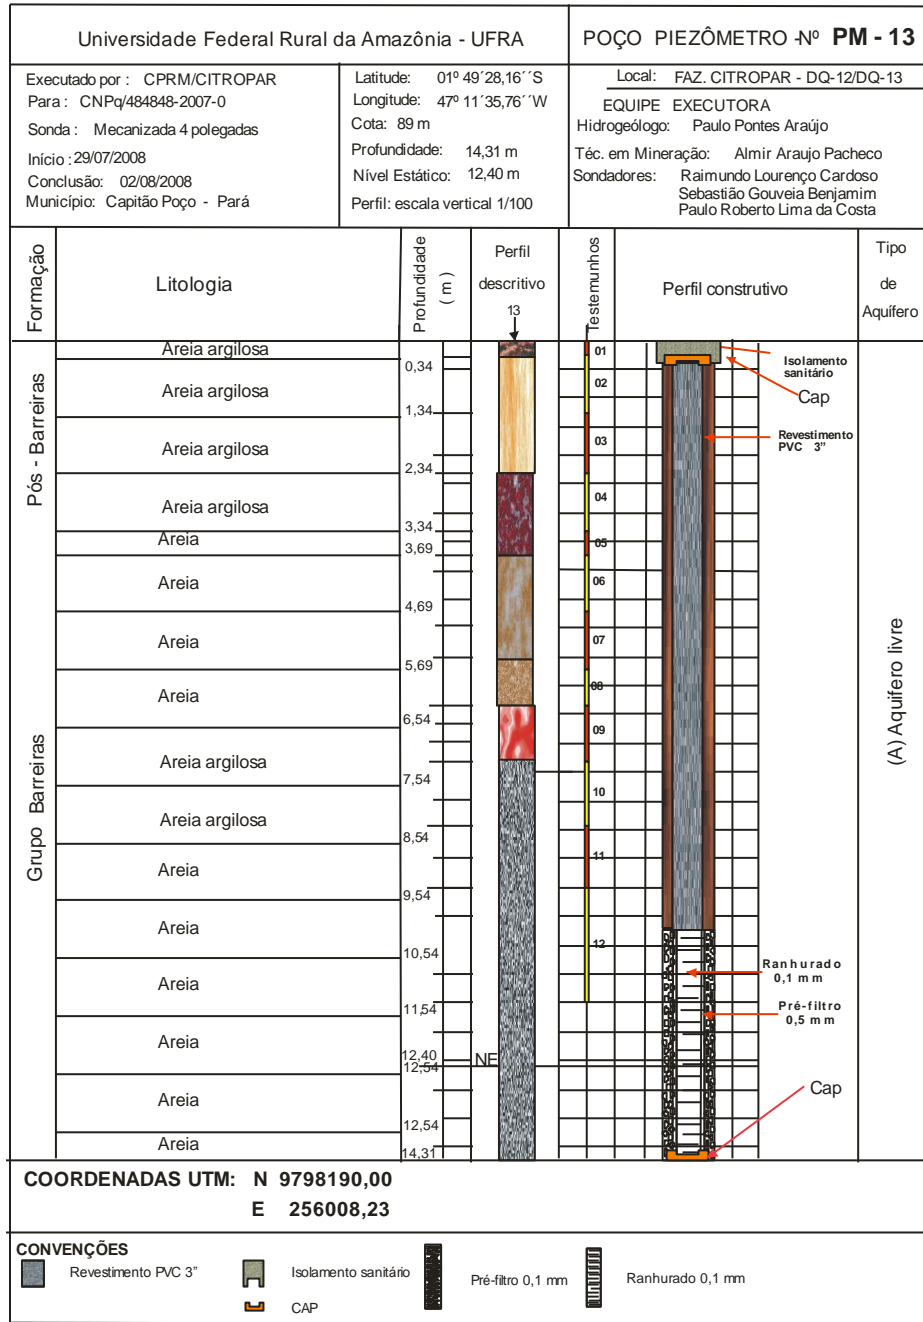 Universidade Federal Rural da Amazônia - UFRA
POÇO PIEZÔMETRO -Nº PM - 13
Executado por : CPRM/CITROPAR
Para : CNPq/484848-2007-0
Sonda : Mecanizada 4 polegadas
Início : 29/07/2008
Conclusão: 02/08/2008
Município: Capitão Poço - Pará
Latitude: 01º 49´28,16´´S
Longitude: 47º 11´35,76´´W
Cota: 89 m
Profundidade: 14,31 m
Nível Estático: 12,40 m
Perfil: escala vertical 1/100
Local: FAZ. CITROPAR - DQ-12/DQ-13
EQUIPE EXECUTORA
Hidrogeólogo: Paulo Pontes Araújo
Téc. em Mineração: Almir Araujo Pacheco
Sondadores: Raimundo Lourenço Cardoso
Sebastião Gouveia Benjamim
Paulo Roberto Lima da Costa
Formação
Litologia
Profundidade
( m )
Perfil
descritivo
13
Testemunhos
Perfil construtivo
Tipo
de
Aquífero
Pós - Barreiras
Grupo Barreiras
Areia argilosa
Areia argilosa
Areia argilosa
Areia argilosa
Areia
Areia
Areia
Areia
Areia argilosa
Areia argilosa
Areia
Areia
Areia
Areia
Areia
Areia
0,34
1,34
2,34
3,34
3,69
4,69
5,69
6,54
7,54
8,54
9,54
10,54
11,54
12,40
12,54
12,54
14,31
NE
01
02
03
04
05
06
07
08
09
10
11
12
Isolamento
sanitário
Cap
Revestimento
PVC 3”
Ranhurado
0,1 mm
Pré-filtro
0,5 mm
Cap
(A) Aquífero livre
COORDENADAS UTM: N 9798190,00
E 256008,23
CONVENÇÕES
Revestimento PVC 3”
Isolamento sanitário
CAP
Pré-filtro 0,1 mm
Ranhurado 0,1 mm